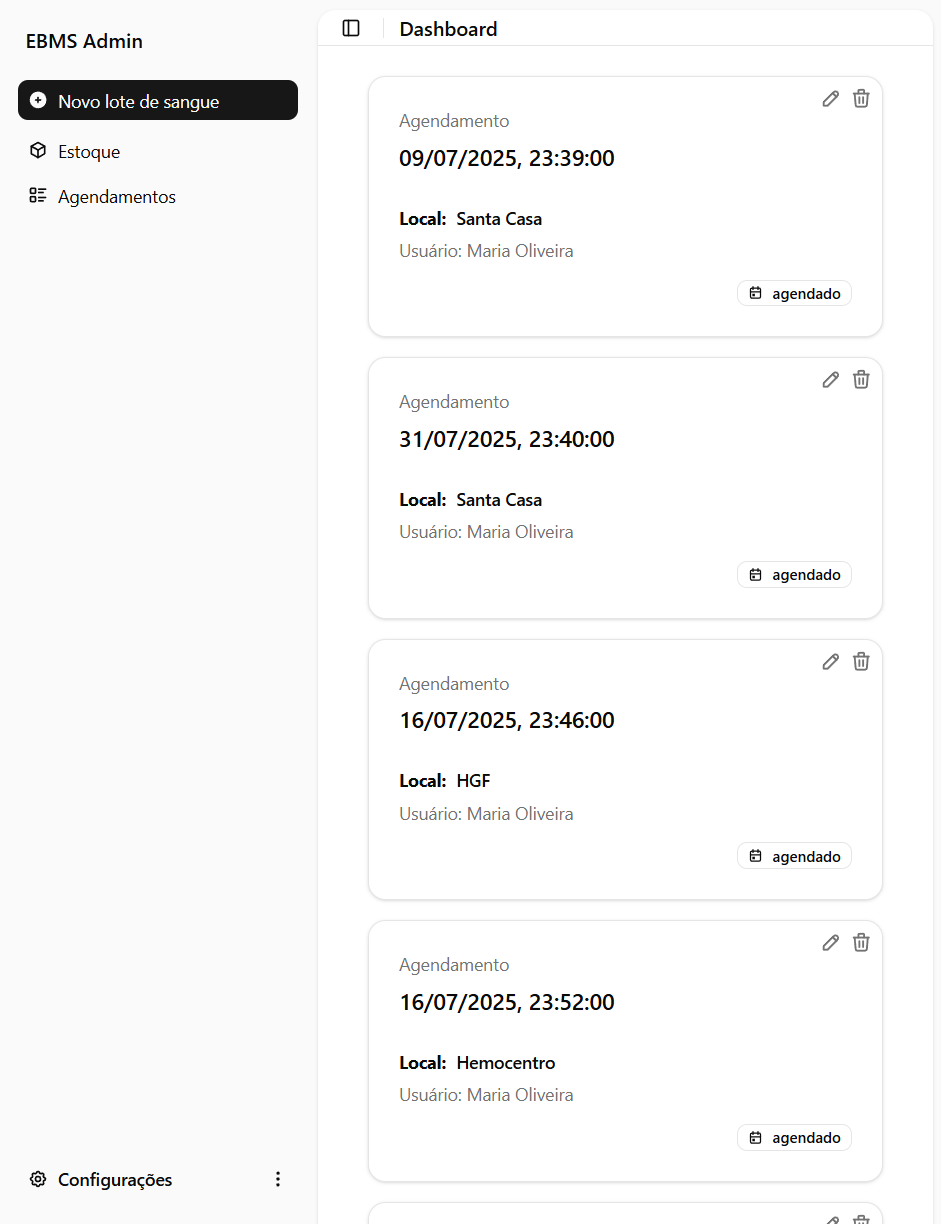 EBMS Admin
Novo lote de sangue
Estoque
Agendamentos
Configurações
Dashboard
Agendamento
09/07/2025, 23:39:00
Local: Santa Casa
Usuário: Maria Oliveira
agendado
Agendamento
31/07/2025, 23:40:00
Local: Santa Casa
Usuário: Maria Oliveira
agendado
Agendamento
16/07/2025, 23:46:00
Local: HGF
Usuário: Maria Oliveira
agendado
Agendamento
16/07/2025, 23:52:00
Local: Hemocentro
Usuário: Maria Oliveira
agendado